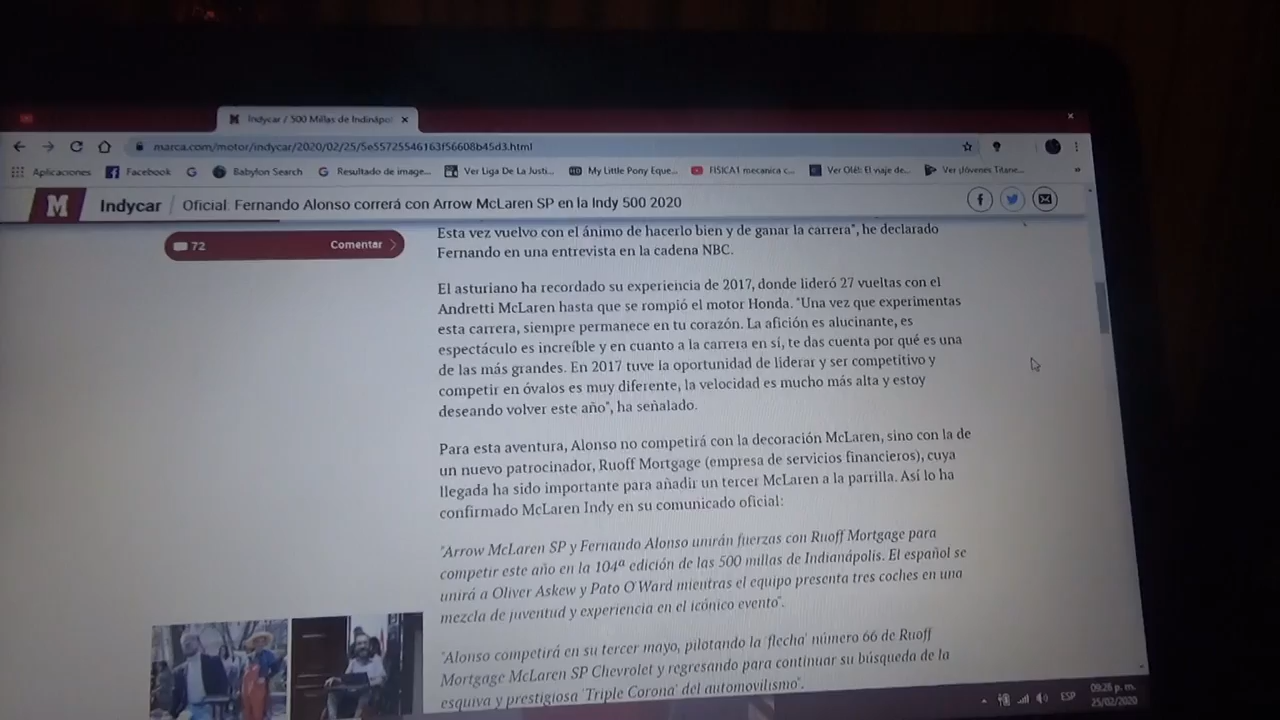 Indycar / 500 Millas de Indinápo
marca.com/motor/indycar/2020/02/25/5e55725546163f56608b45d3.html
Aplicaciones
Facebook
Babylon Search
Resultado de image...
Ver Liga De La Justi...
My Little Pony Eque...
FISICA1 mecanica c...
Ver Olé!: El viaje de...
Ver ¡Jóvenes Titane...
M Indycar Oficial: Fernando Alonso correrá con Arrow McLaren SP en la Indy 500 2020
72 Comentar
Esta vez vuelvo con el ánimo de hacerlo bien y de ganar la carrera", he declarado
Fernando en una entrevista en la cadena NBC.
El asturiano ha recordado su experiencia de 2017, donde lideró 27 vueltas con el
Andretti McLaren hasta que se rompió el motor Honda. "Una vez que experimentas
esta carrera, siempre permanece en tu corazón. La afición es alucinante, es
espectáculo es increíble y en cuanto a la carrera en sí, te das cuenta por qué es una
de las más grandes. En 2017 tuve la oportunidad de liderar y ser competitivo y
competir en óvalos es muy diferente, la velocidad es mucho más alta y estoy
deseando volver este año", ha señalado.
Para esta aventura, Alonso no competirá con la decoración McLaren, sino con la de
un nuevo patrocinador, Ruoff Mortgage (empresa de servicios financieros), cuya
llegada ha sido importante para añadir un tercer McLaren a la parrilla. Así lo ha
confirmado McLaren Indy en su comunicado oficial:
"Arrow McLaren SP y Fernando Alonso unirán fuerzas con Ruoff Mortgage para
competir este año en la 104ª edición de las 500 millas de Indianápolis. El español se
unirá a Oliver Askew y Pato O'Ward mientras el equipo presenta tres coches en una
mezcla de juventud y experiencia en el icónico evento".
"Alonso competirá en su tercer mayo, pilotando la 'flecha' número 66 de Ruoff
Mortgage McLaren SP Chevrolet y regresando para continuar su búsqueda de la
esquiva y prestigiosa 'Triple Corona' del automovilismo".
ESP
09:26 p. m.
25/02/2020